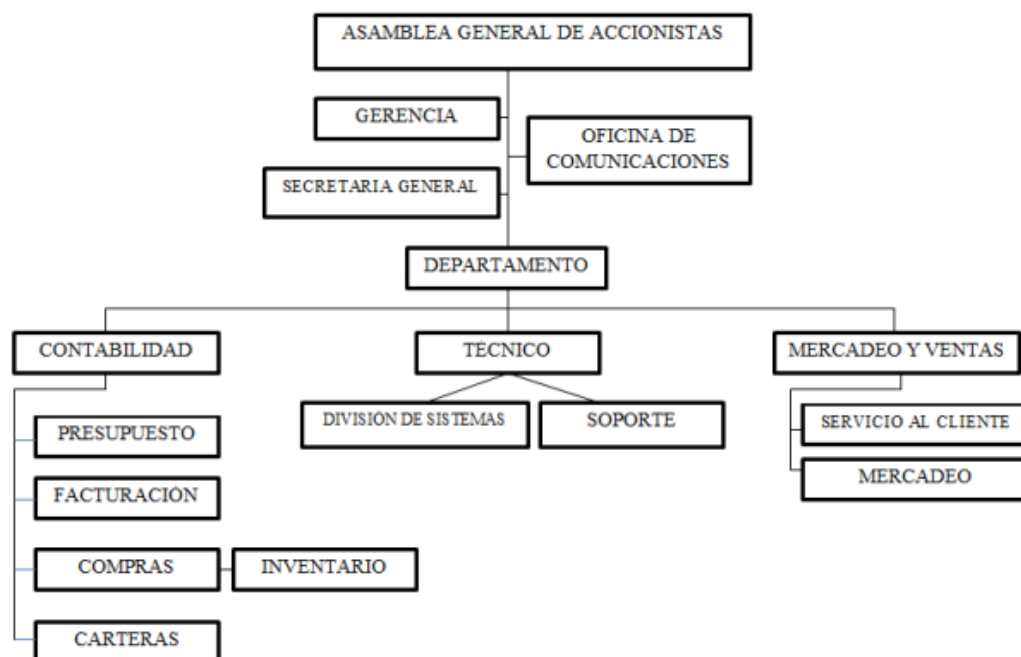 ASAMBLEA GENERAL DE ACCIONISTAS
GERENCIA
OFICINA DE
COMUNICACIONES
SECRETARIA GENERAL
DEPARTAMENTO
CONTABILIDAD
TÉCNICO
MERCADEO Y VENTAS
DIVISIÓN DE SISTEMAS
SOPORTE
PRESUPUESTO
SERVICIO AL CLIENTE
MERCADEO
FACTURACIÓN
COMPRAS
INVENTARIO
CARTERAS